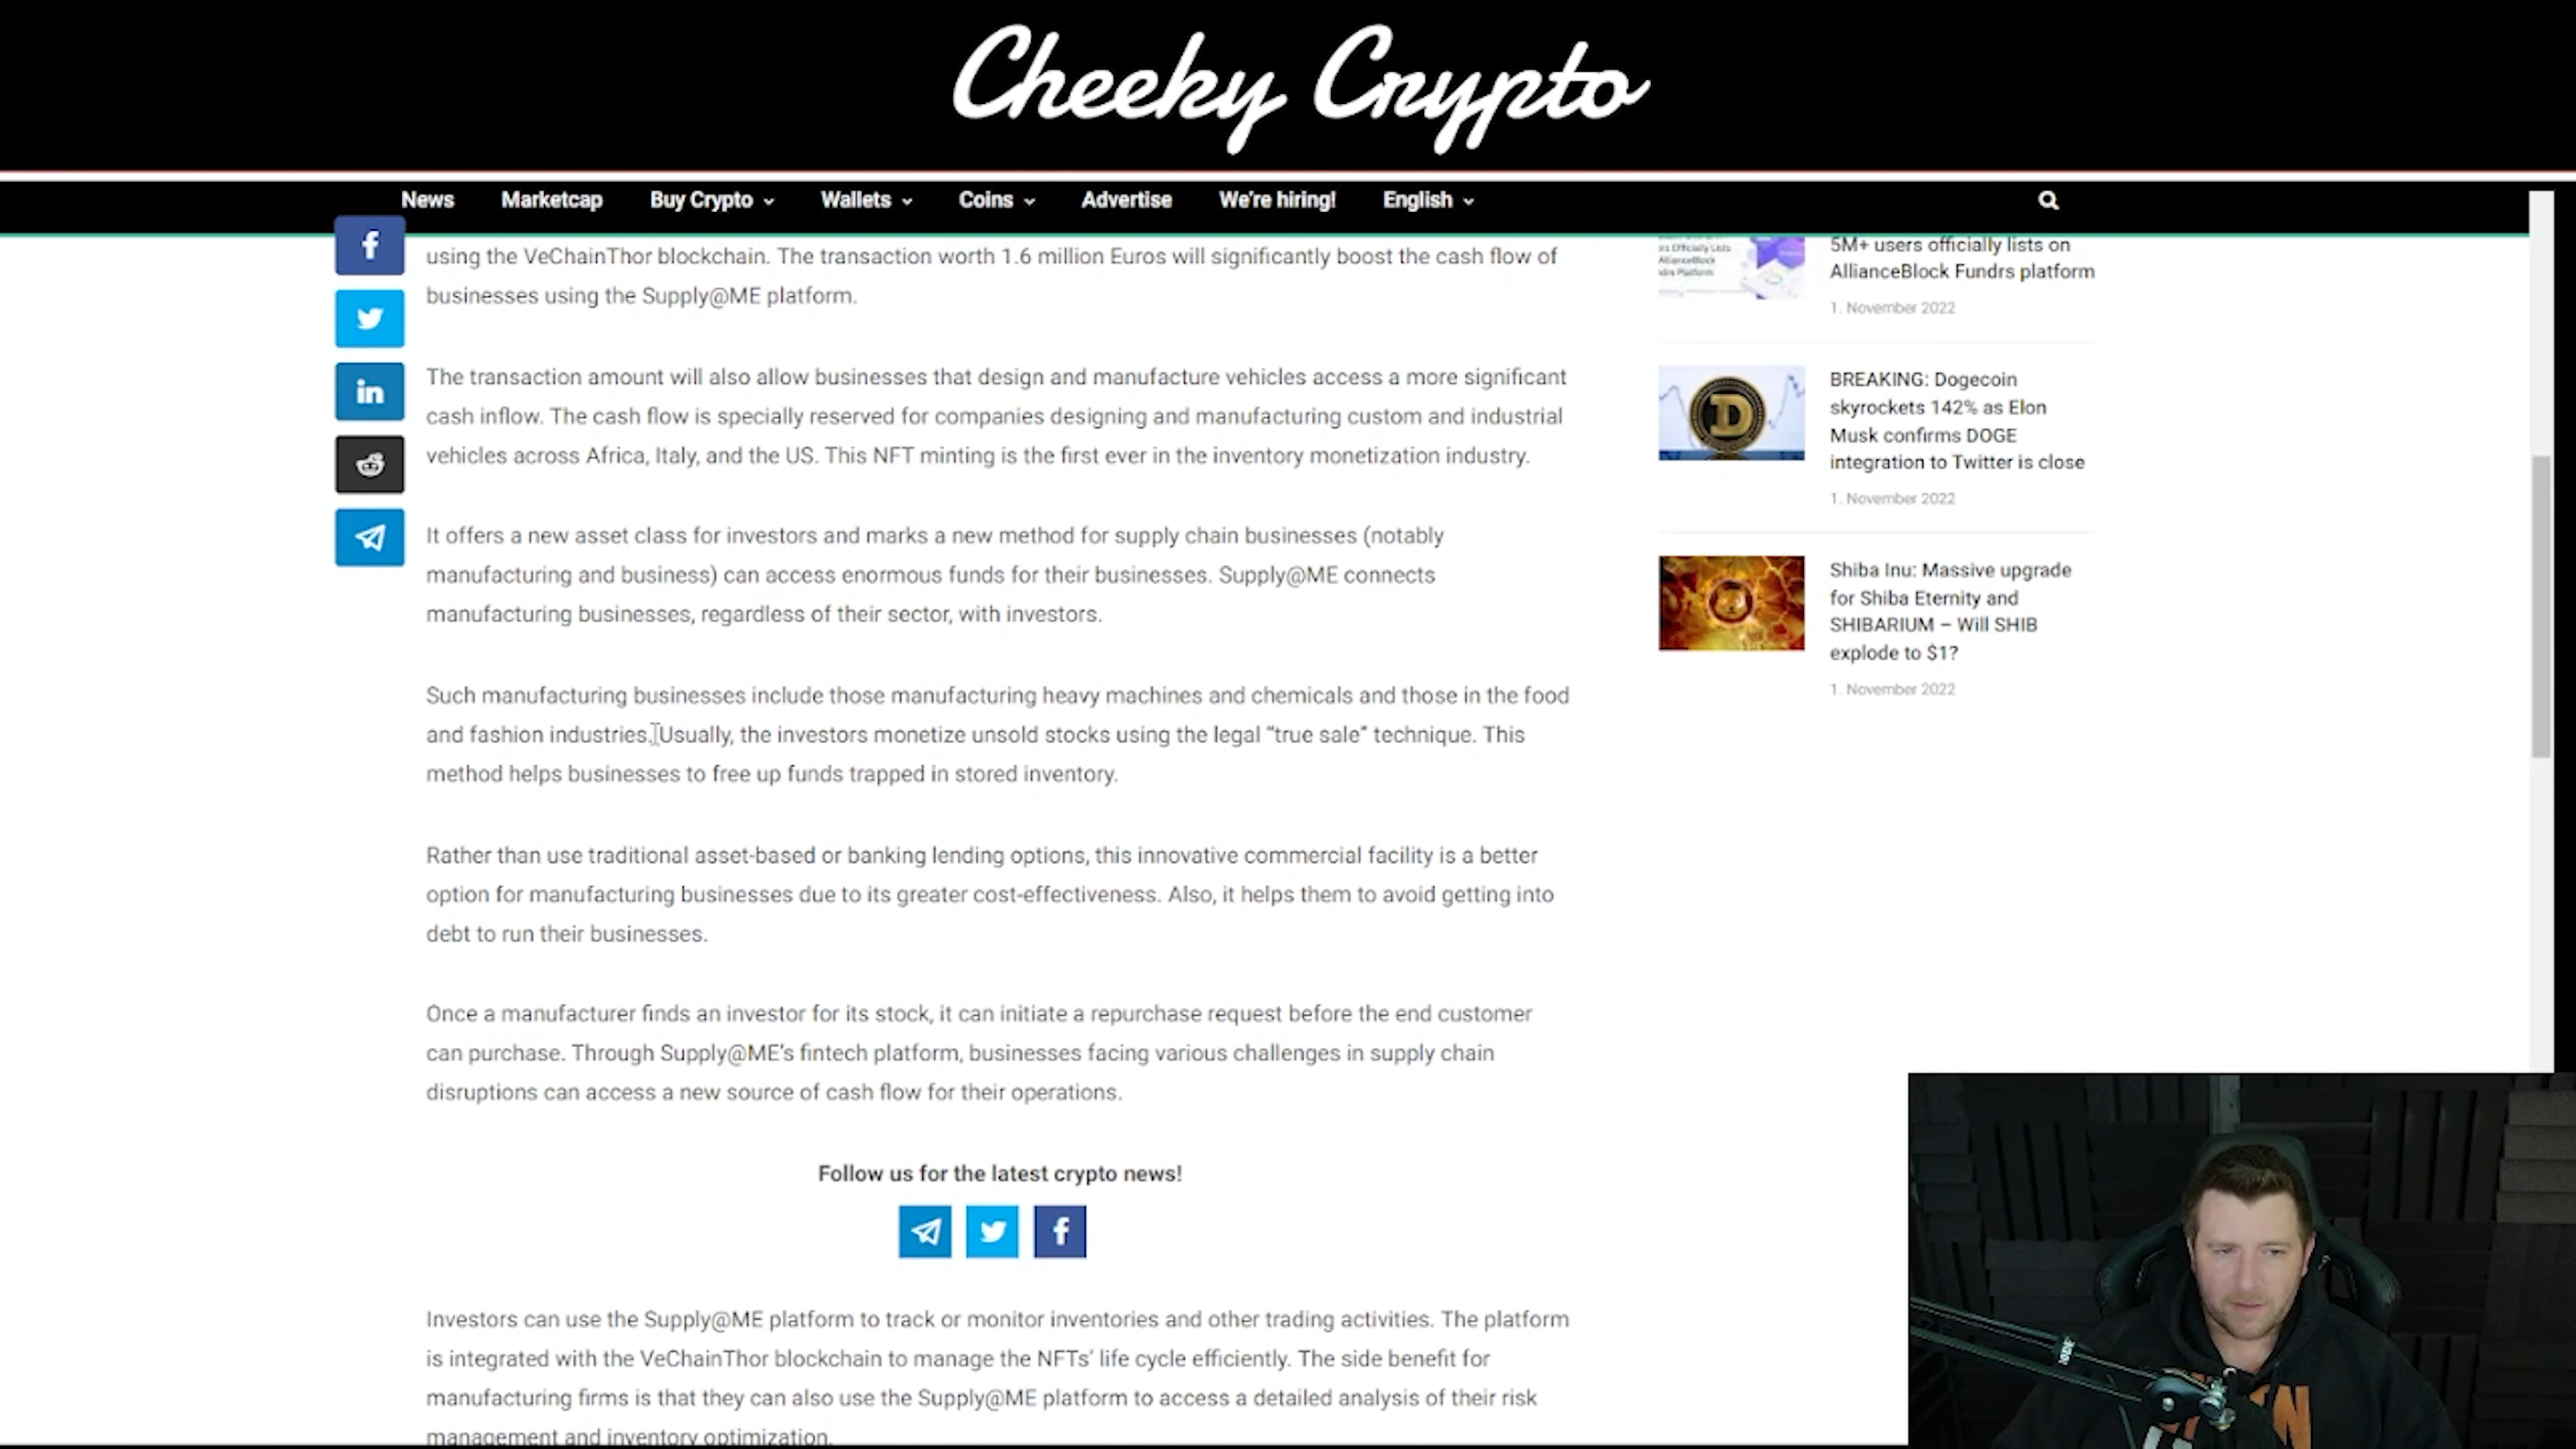 Cheeky Crypto
News Marketcap Buy Crypto Wallets Coins Advertise We're hiring! English
using the VeChainThor blockchain. The transaction worth 1.6 million Euros will significantly boost the cash flow of
businesses using the Supply@ME platform.
The transaction amount will also allow businesses that design and manufacture vehicles access a more significant
cash inflow. The cash flow is specially reserved for companies designing and manufacturing custom and industrial
vehicles across Africa, Italy, and the US. This NFT minting is the first ever in the inventory monetization industry.
It offers a new asset class for investors and marks a new method for supply chain businesses (notably
manufacturing and business) can access enormous funds for their businesses. Supply@ME connects
manufacturing businesses, regardless of their sector, with investors.
Such manufacturing businesses include those manufacturing heavy machines and chemicals and those in the food
and fashion industries. Usually, the investors monetize unsold stocks using the legal “true sale” technique. This
method helps businesses to free up funds trapped in stored inventory.
Rather than use traditional asset-based or banking lending options, this innovative commercial facility is a better
option for manufacturing businesses due to its greater cost-effectiveness. Also, it helps them to avoid getting into
debt to run their businesses.
Once a manufacturer finds an investor for its stock, it can initiate a repurchase request before the end customer
can purchase. Through Supply@ME's fintech platform, businesses facing various challenges in supply chain
disruptions can access a new source of cash flow for their operations.
Follow us for the latest crypto news!
Investors can use the Supply@ME platform to track or monitor inventories and other trading activities. The platform
is integrated with the VeChainThor blockchain to manage the NFTs' life cycle efficiently. The side benefit for
manufacturing firms is that they can also use the Supply@ME platform to access a detailed analysis of their risk
management and inventory optimization.
5M+ users officially lists on
AllianceBlock Fundrs platform
1. November 2022
BREAKING: Dogecoin
skyrockets 142% as Elon
Musk confirms DOGE
integration to Twitter is close
1. November 2022
Shiba Inu: Massive upgrade
for Shiba Eternity and
SHIBARIUM – Will SHIB
explode to $1?
1. November 2022